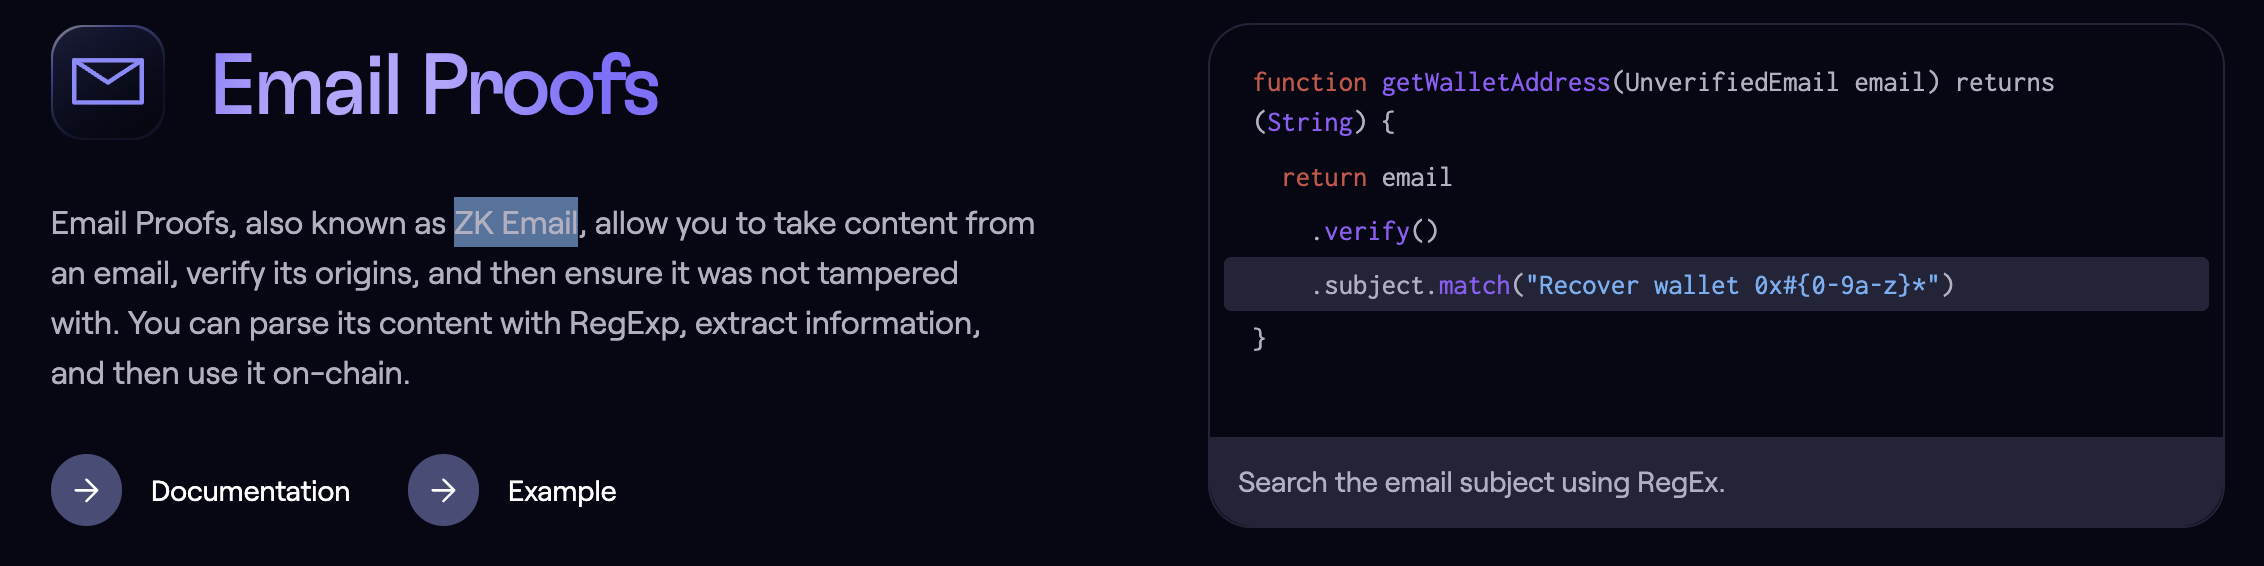 Email Proofs
Email Proofs, also known as ZK Email, allow you to take content from
an email, verify its origins, and then ensure it was not tampered
with. You can parse its content with RegExp, extract information,
and then use it on-chain.
Documentation
Example
function getWalletAddress(UnverifiedEmail email) returns
(String) {
return email
.verify()
.subject.match("Recover wallet 0x#{0-9a-z}*")
}
Search the email subject using RegEx.